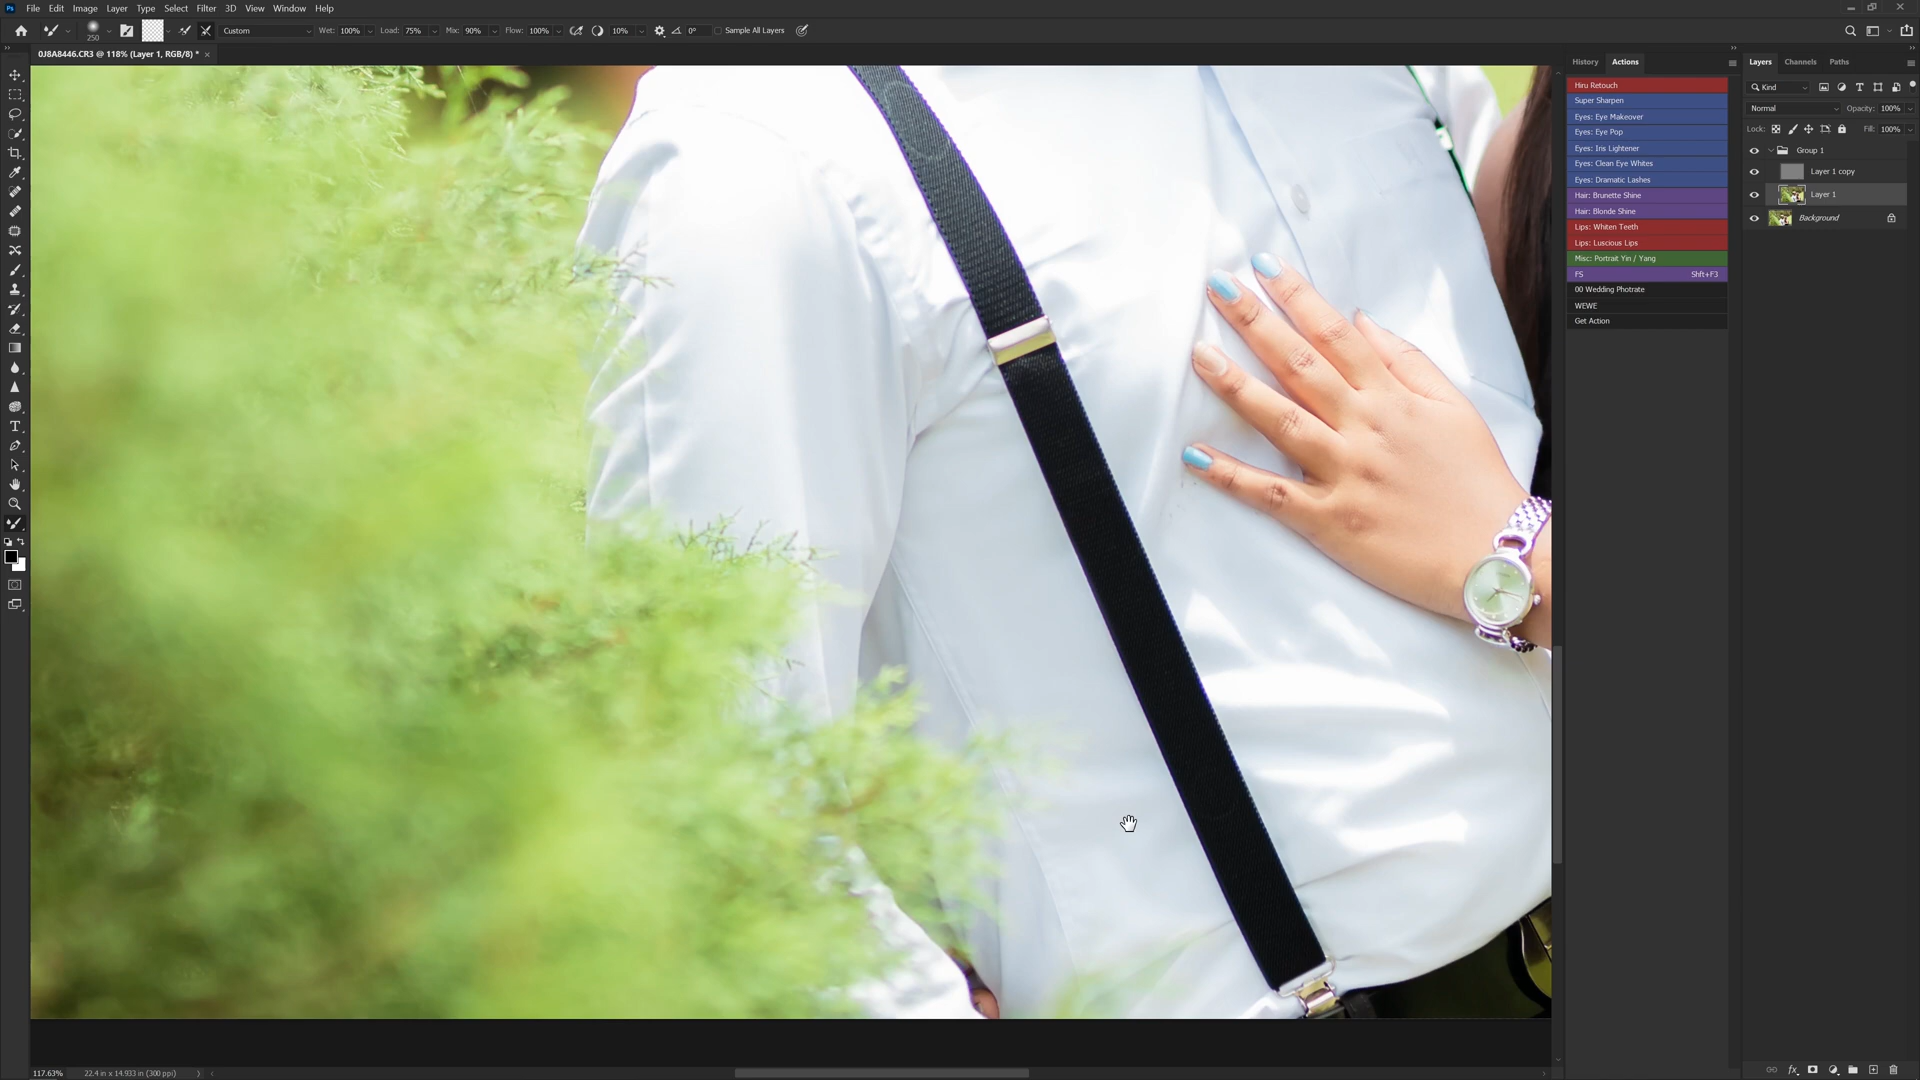 Ps File Edit Image Layer Type Select Filter 3D View Window Help
250 Custom Wet: 100% Load: 75% Mix: 90% Flow: 100% 10% 0° Sample All Layers
0J8A8446.CR3 @ 118% (Layer 1, RGB/8) * ×
History Actions
Hiru Retouch
Super Sharpen
Eyes: Eye Makeover
Eyes: Eye Pop
Eyes: Iris Lightener
Eyes: Clean Eye Whites
Eyes: Dramatic Lashes
Hair: Brunette Shine
Hair: Blonde Shine
Lips: Whiten Teeth
Lips: Luscious Lips
Misc: Portrait Yin / Yang
FS Shft+F3
00 Wedding Photrate
WEWE
Get Action
Layers Channels Paths
Kind
Normal Opacity: 100%
Lock: Fill: 100%
Group 1
Layer 1 copy
Layer 1
Background
117.63% 22.4 in x 14.933 in (300 ppi)